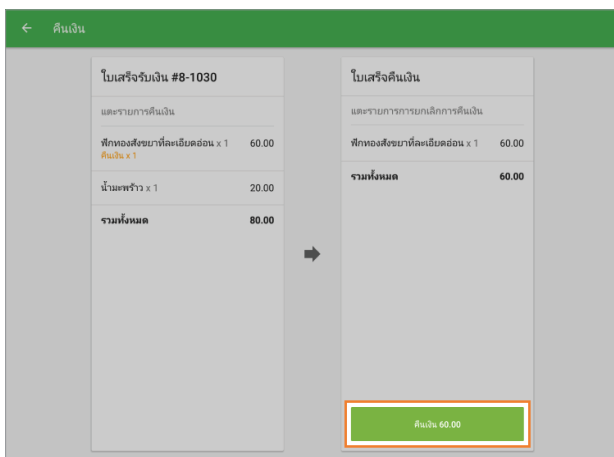 คืนเงิน
ใบเสร็จรับเงิน #8-1030
แตะรายการคืนเงิน
ฟักทองสังขยาที่ละเอียดอ่อน x 1 60.00
คืนเงิน x 1
น้ำมะพร้าว x 1 20.00
รวมทั้งหมด 80.00
ใบเสร็จคืนเงิน
แตะรายการการยกเลิกการคืนเงิน
ฟักทองสังขยาที่ละเอียดอ่อน x 1 60.00
รวมทั้งหมด 60.00
คืนเงิน 60.00